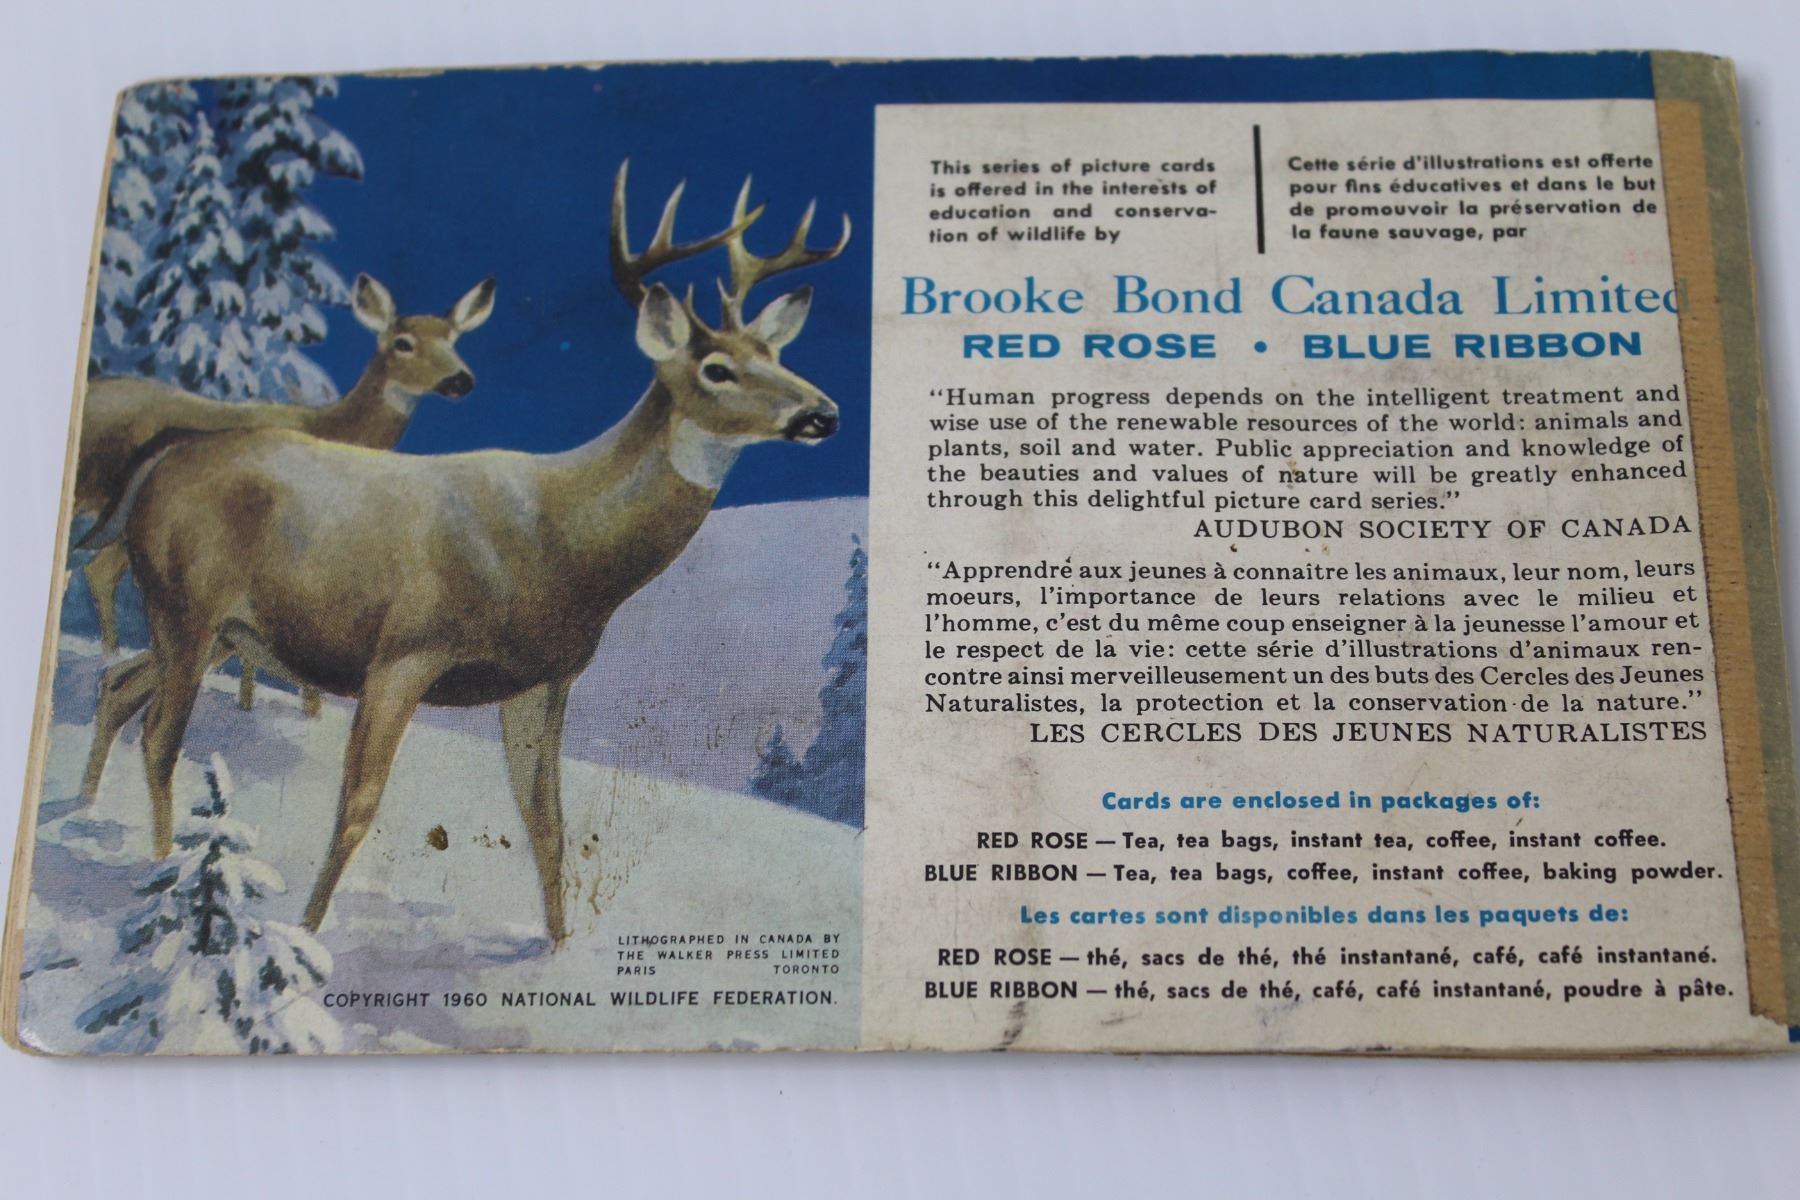 This series of picture cards
is offered in the interests of
education and conserva-
tion of wildlife by
Cette série d'illustrations est offerte
pour fins éducatives et dans le but
de promouvoir la préservation de
la faune sauvage, par
Brooke Bond Canada Limited
RED ROSE • BLUE RIBBON
"Human progress depends on the intelligent treatment and
wise use of the renewable resources of the world: animals and
plants, soil and water. Public appreciation and knowledge of
the beauties and values of nature will be greatly enhanced
through this delightful picture card series."
AUDUBON SOCIETY OF CANADA
"Apprendre aux jeunes à connaître les animaux, leur nom, leurs
moeurs, l'importance de leurs relations avec le milieu et
l'homme, c'est du même coup enseigner à la jeunesse l'amour et
le respect de la vie: cette série d'illustrations d'animaux ren-
contre ainsi merveilleusement un des buts des Cercles des Jeunes
Naturalistes, la protection et la conservation de la nature."
LES CERCLES DES JEUNES NATURALISTES
Cards are enclosed in packages of:
RED ROSE — Tea, tea bags, instant tea, coffee, instant coffee.
BLUE RIBBON — Tea, tea bags, coffee, instant coffee, baking powder.
Les cartes sont disponibles dans les paquets de:
RED ROSE — thé, sacs de thé, thé instantané, café, café instantané.
BLUE RIBBON — thé, sacs de thé, café, café instantané, poudre à pâte.
LITHOGRAPHED IN CANADA BY
THE WALKER PRESS LIMITED
PARIS TORONTO
COPYRIGHT 1960 NATIONAL WILDLIFE FEDERATION.